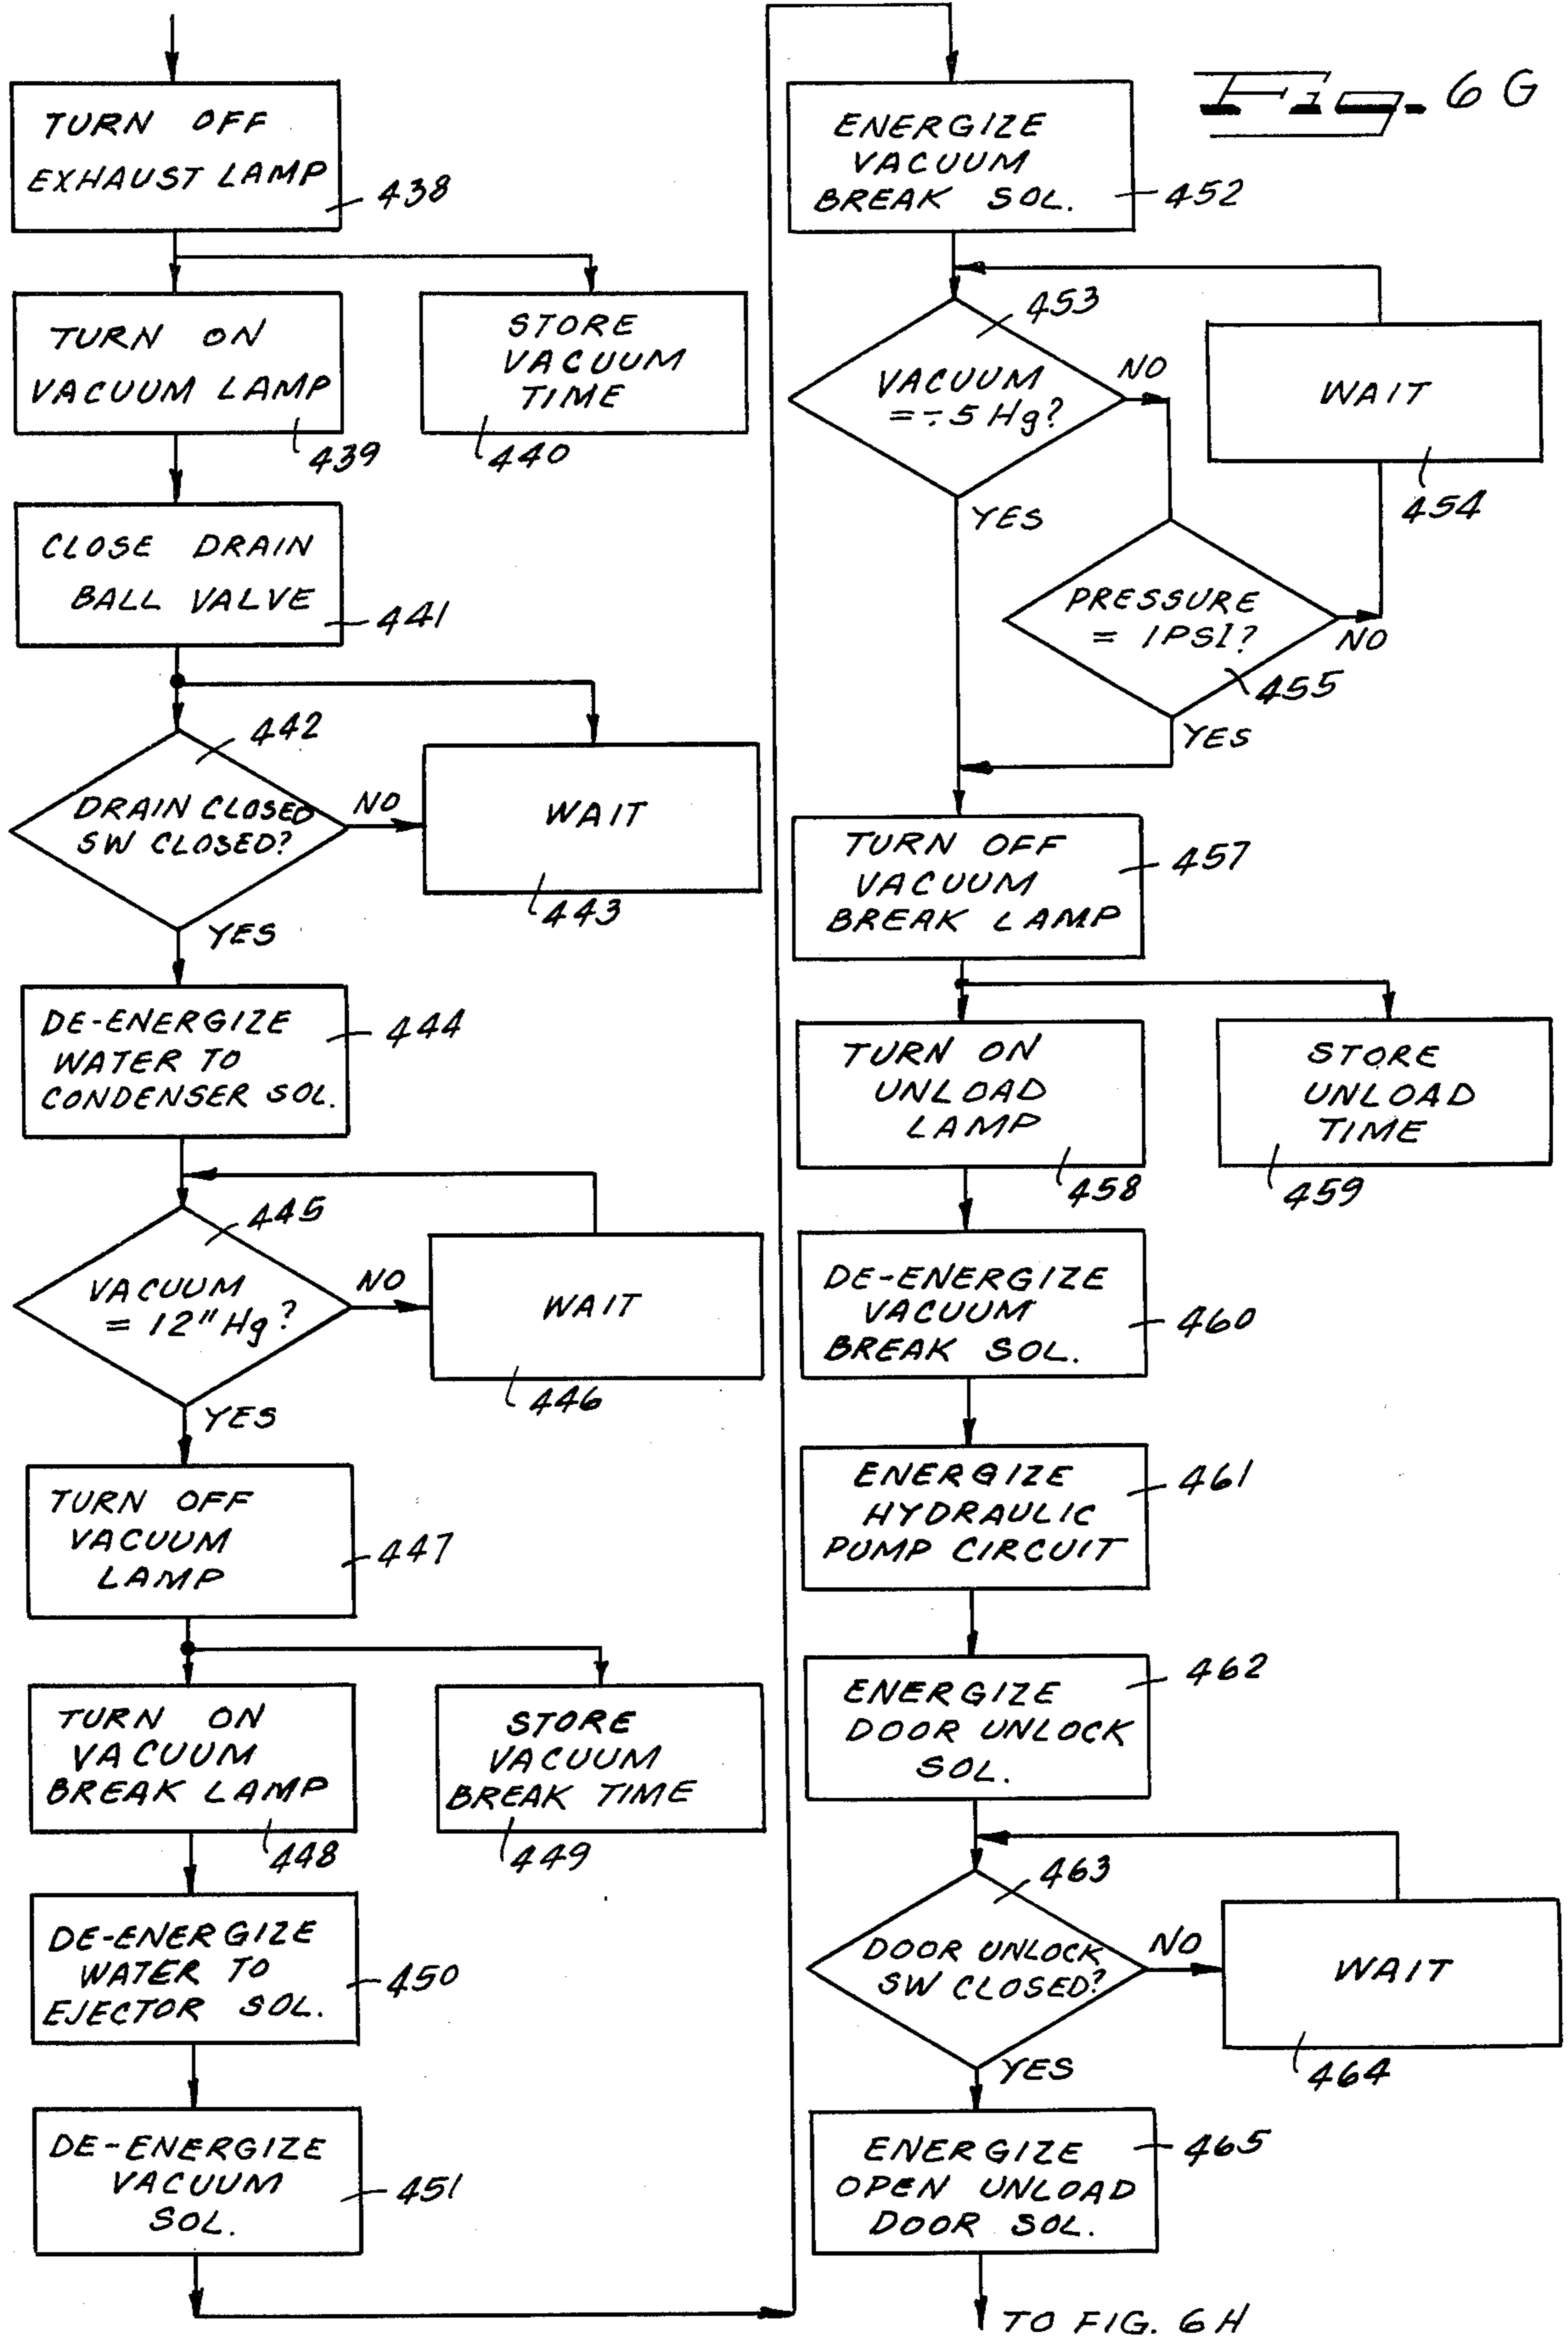 Fig. 6G
TURN OFF
EXHAUST LAMP
438
TURN ON
VACUUM LAMP
439
STORE
VACUUM
TIME
440
CLOSE DRAIN
BALL VALVE
441
442
DRAIN CLOSED
SW CLOSED?
NO
YES
WAIT
443
DE-ENERGIZE
WATER TO
CONDENSER SOL.
444
445
VACUUM
= 12" Hg?
NO
YES
WAIT
446
TURN OFF
VACUUM
LAMP
447
TURN ON
VACUUM
BREAK LAMP
448
STORE
VACUUM
BREAK TIME
449
DE-ENERGIZE
WATER TO
EJECTOR SOL.
450
DE-ENERGIZE
VACUUM
SOL.
451
ENERGIZE
VACUUM
BREAK SOL.
452
453
VACUUM
= ÷5 Hg?
NO
YES
WAIT
454
PRESSURE
= 1PSI?
NO
455
YES
TURN OFF
VACUUM
BREAK LAMP
457
TURN ON
UNLOAD
LAMP
458
STORE
UNLOAD
TIME
459
DE-ENERGIZE
VACUUM
BREAK SOL.
460
ENERGIZE
HYDRAULIC
PUMP CIRCUIT
461
ENERGIZE
DOOR UNLOCK
SOL.
462
463
DOOR UNLOCK
SW CLOSED?
NO
YES
WAIT
464
ENERGIZE
OPEN UNLOAD
DOOR SOL.
465
TO FIG. 6H